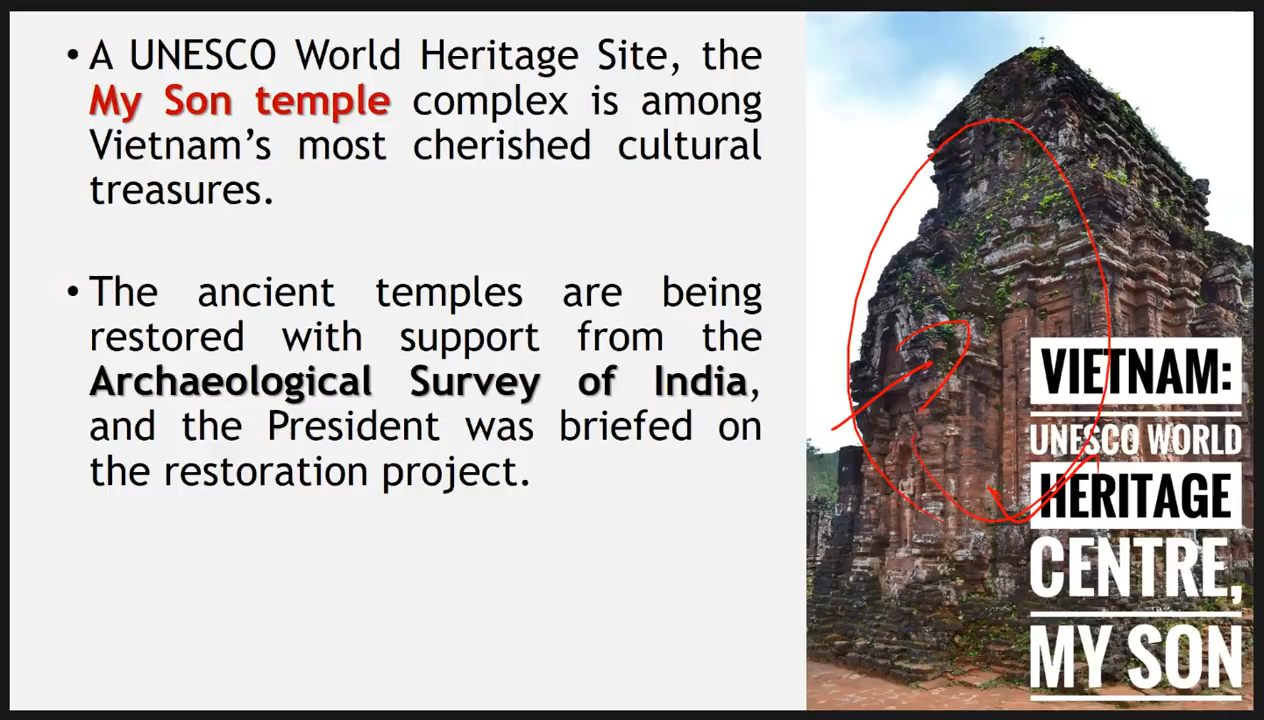 • A UNESCO World Heritage Site, the
My Son temple complex is among
Vietnam’s most cherished cultural
treasures.
• The ancient temples are being
restored with support from the
Archaeological Survey of India,
and the President was briefed on
the restoration project.
VIETNAM:
UNESCO WORLD
HERITAGE
CENTRE,
MY SON